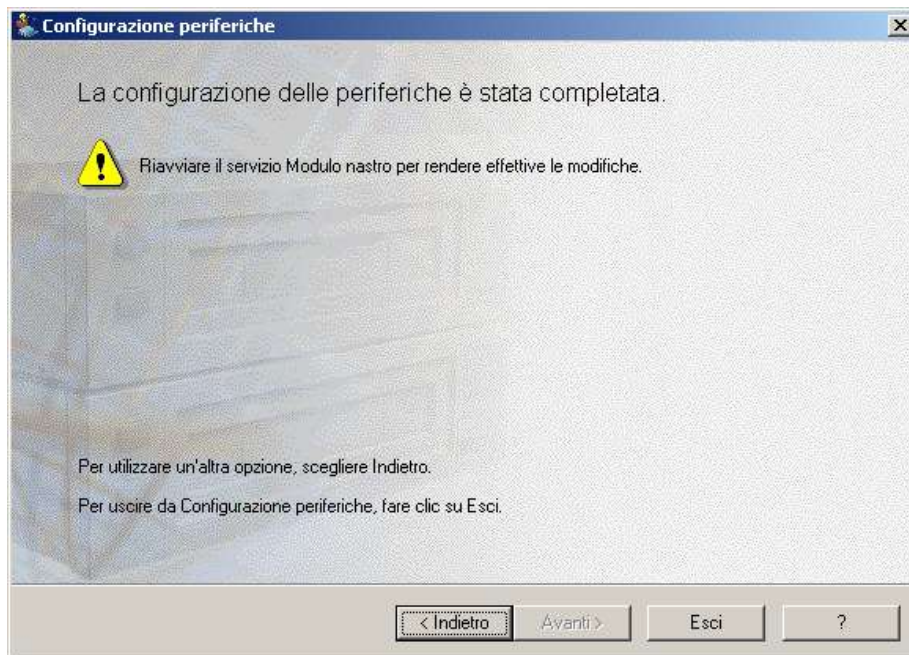 Configurazione periferiche
La configurazione delle periferiche è stata completata.
Riavviare il servizio Modulo nastro per rendere effettive le modifiche.
Per utilizzare un'altra opzione, scegliere Indietro.
Per uscire da Configurazione periferiche, fare clic su Esci.
< Indietro Avanti > Esci ?